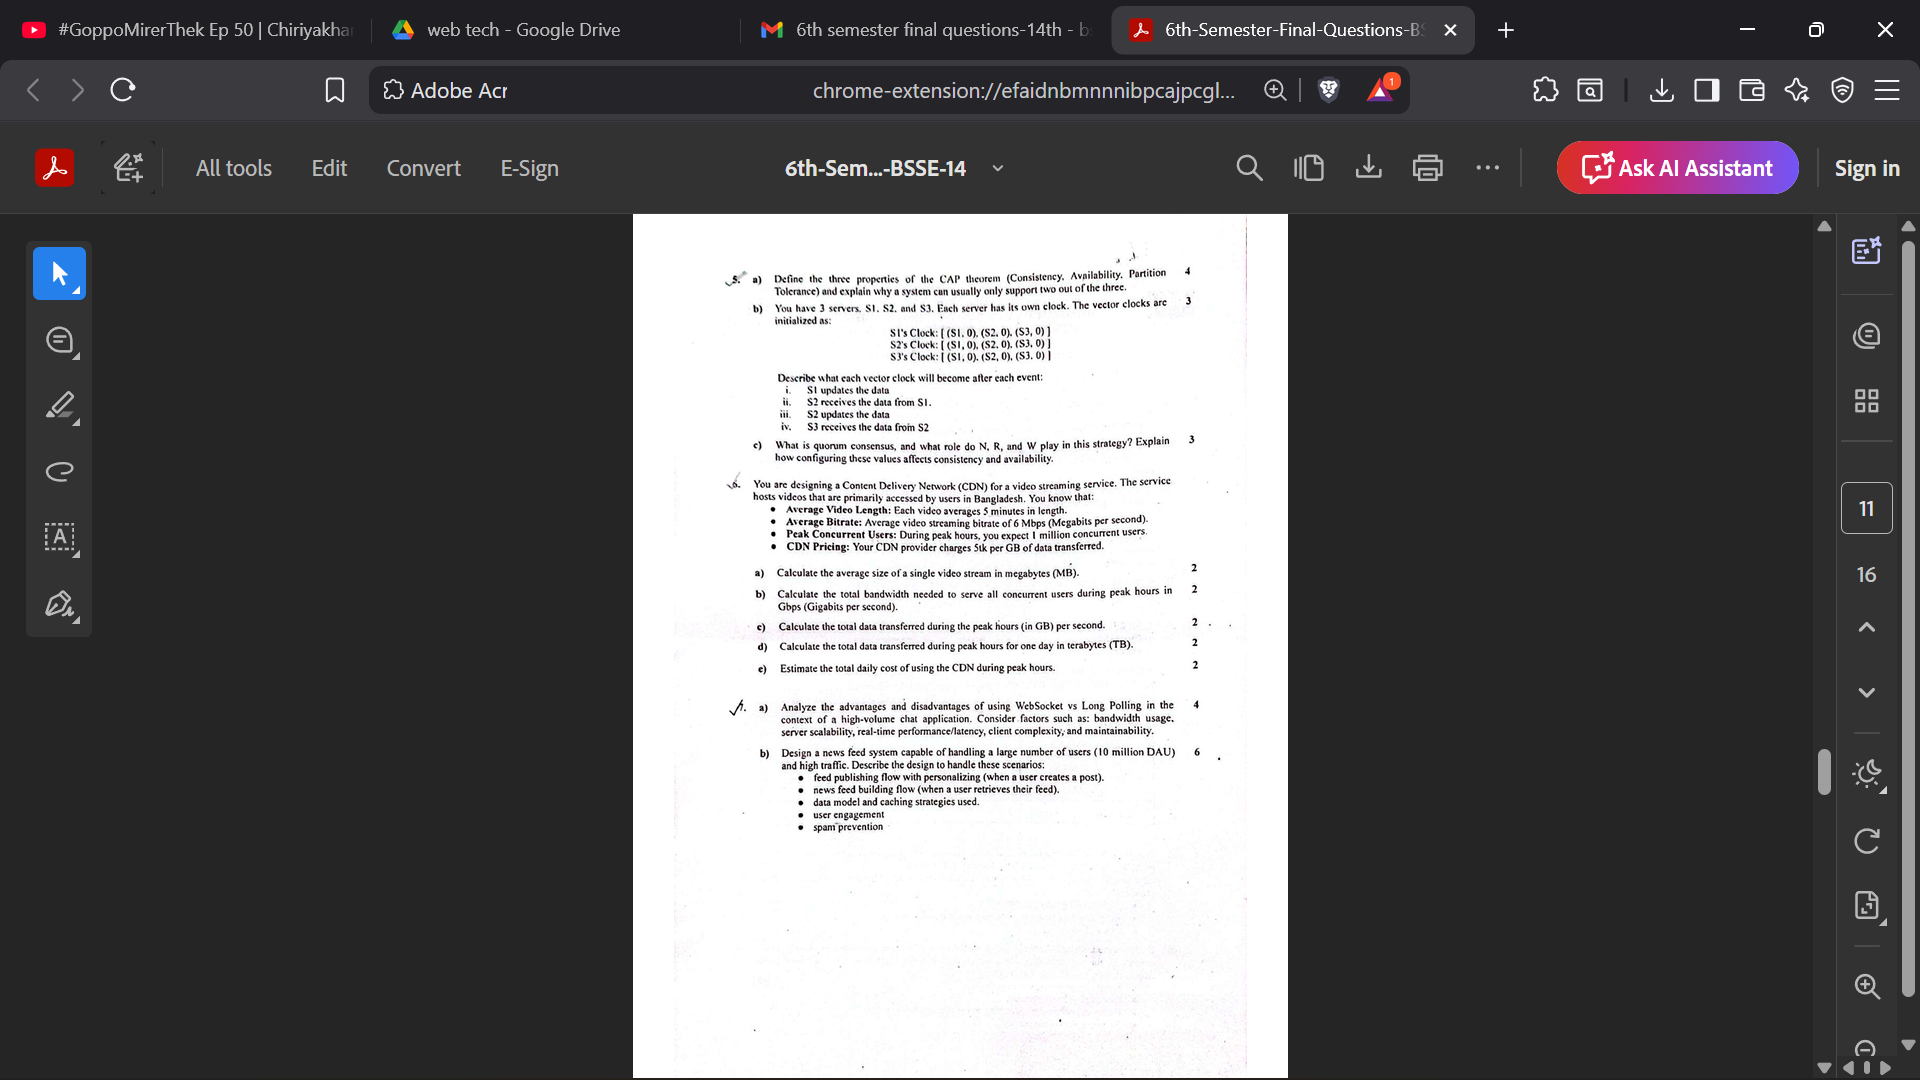 #GoppoMirerThek Ep 50 | Chiriyakhan
web tech - Google Drive
6th semester final questions-14th - b
6th-Semester-Final-Questions-BS
Adobe Acr
chrome-extension://efaidnbmnnnibpcajpcgl...
1
All tools
Edit
Convert
E-Sign
6th-Sem...-BSSE-14
Ask AI Assistant
Sign in
5. a) Define the three properties of the CAP theorem (Consistency, Availability, Partition 4
Tolerance) and explain why a system can usually only support two out of the three.
b) You have 3 servers, S1, S2, and S3. Each server has its own clock. The vector clocks are 3
initialized as:
S1's Clock: [ (S1, 0), (S2, 0), (S3, 0) ]
S2's Clock: [ (S1, 0), (S2, 0), (S3, 0) ]
S3's Clock: [ (S1, 0), (S2, 0), (S3, 0) ]
Describe what each vector clock will become after each event:
i. S1 updates the data
ii. S2 receives the data from S1.
iii. S2 updates the data
iv. S3 receives the data from S2
c) What is quorum consensus, and what role do N, R, and W play in this strategy? Explain 3
how configuring these values affects consistency and availability.
6. You are designing a Content Delivery Network (CDN) for a video streaming service. The service
hosts videos that are primarily accessed by users in Bangladesh. You know that:
• Average Video Length: Each video averages 5 minutes in length.
• Average Bitrate: Average video streaming bitrate of 6 Mbps (Megabits per second).
• Peak Concurrent Users: During peak hours, you expect 1 million concurrent users.
• CDN Pricing: Your CDN provider charges 5tk per GB of data transferred.
a) Calculate the average size of a single video stream in megabytes (MB). 2
b) Calculate the total bandwidth needed to serve all concurrent users during peak hours in 2
Gbps (Gigabits per second).
c) Calculate the total data transferred during the peak hours (in GB) per second. 2
d) Calculate the total data transferred during peak hours for one day in terabytes (TB). 2
e) Estimate the total daily cost of using the CDN during peak hours. 2
7. a) Analyze the advantages and disadvantages of using WebSocket vs Long Polling in the 4
context of a high-volume chat application. Consider factors such as: bandwidth usage,
server scalability, real-time performance/latency, client complexity, and maintainability.
b) Design a news feed system capable of handling a large number of users (10 million DAU) 6
and high traffic. Describe the design to handle these scenarios:
• feed publishing flow with personalizing (when a user creates a post).
• news feed building flow (when a user retrieves their feed).
• data model and caching strategies used.
• user engagement
• spam prevention
11
16